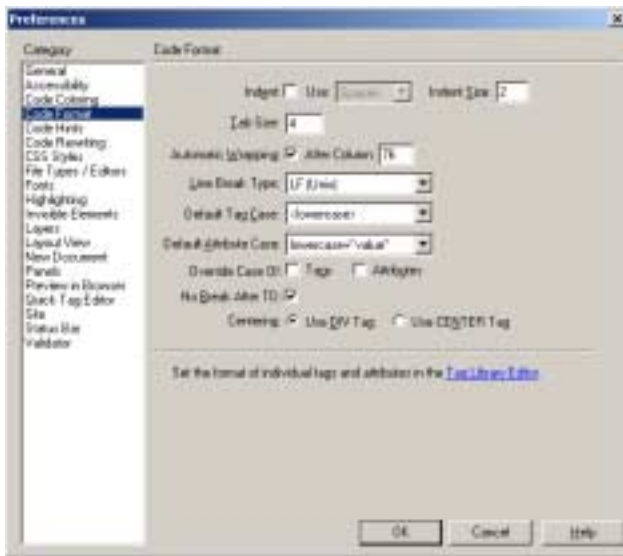 Preferences
Category
Code Format
General
Accessibility
Code Coloring
Code Format
Code Hints
Code Rewriting
CSS Styles
File Types / Editors
Fonts
Highlighting
Invisible Elements
Layers
Layout View
New Document
Panels
Preview in Browser
Quick Tag Editor
Site
Status Bar
Validator
Indent Use Spaces Indent Size: 2
Tab Size: 4
Automatic Wrapping: After Column: 76
Line Break Type: LF (Unix)
Default Tag Case: <lowercase>
Default Attribute Case: lowercase="value"
Override Case Of: Tags Attributes
No Break After TD:
Centering: Use DIV Tag Use CENTER Tag
Set the format of individual tags and attributes in the Tag Library Editor
OK Cancel Help